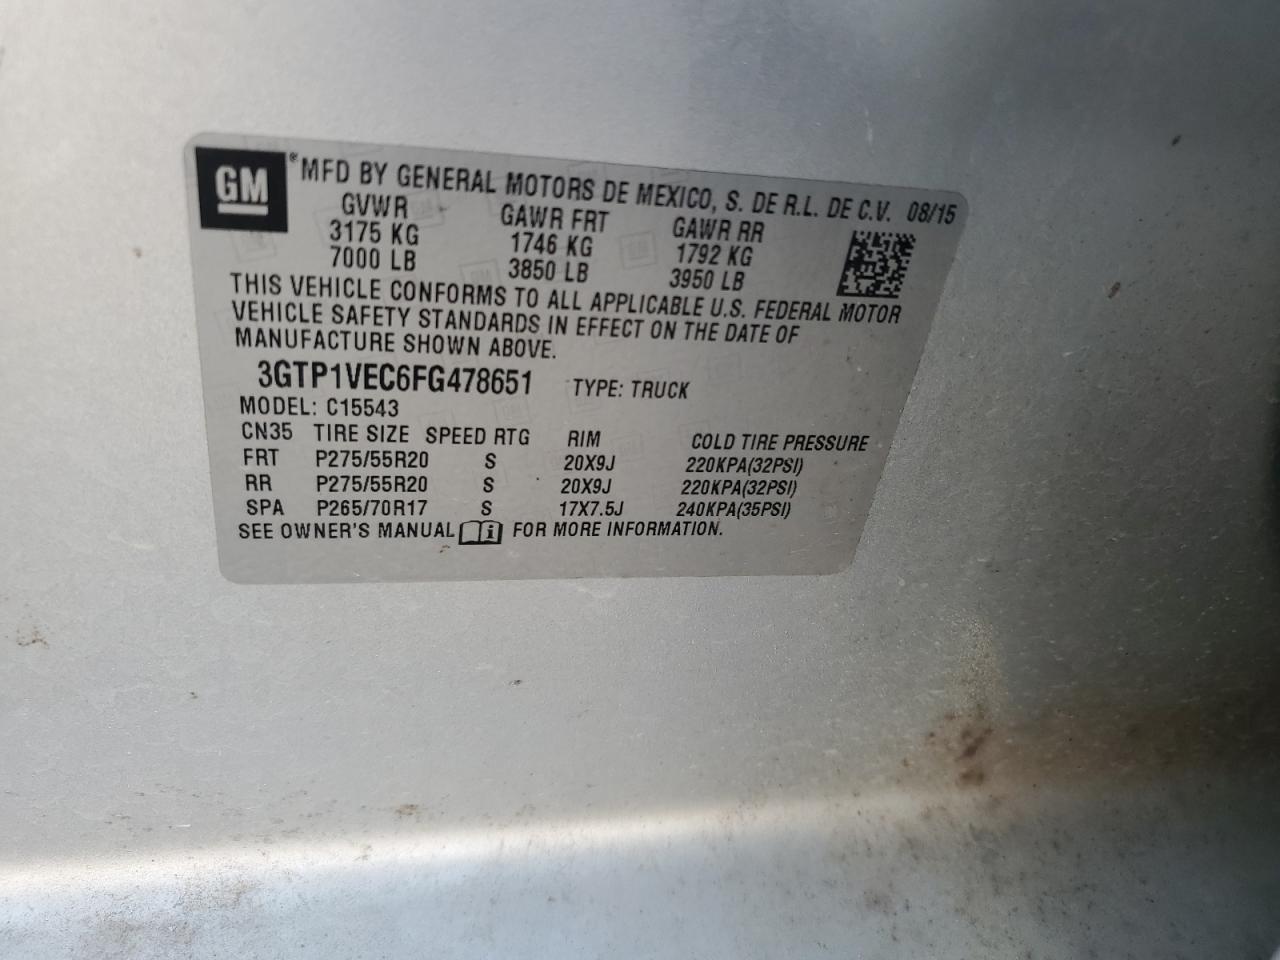 GM ® MFD BY GENERAL MOTORS DE MEXICO, S. DE R.L. DE C.V. 08/15
GVWR GAWR FRT GAWR RR
3175 KG 1746 KG 1792 KG
7000 LB 3850 LB 3950 LB
THIS VEHICLE CONFORMS TO ALL APPLICABLE U.S. FEDERAL MOTOR
VEHICLE SAFETY STANDARDS IN EFFECT ON THE DATE OF
MANUFACTURE SHOWN ABOVE.
3GTP1VEC6FG478651 TYPE: TRUCK
MODEL: C15543
CN35 TIRE SIZE SPEED RTG RIM COLD TIRE PRESSURE
FRT P275/55R20 S 20X9J 220KPA(32PSI)
RR P275/55R20 S 20X9J 220KPA(32PSI)
SPA P265/70R17 S 17X7.5J 240KPA(35PSI)
SEE OWNER'S MANUAL i FOR MORE INFORMATION.